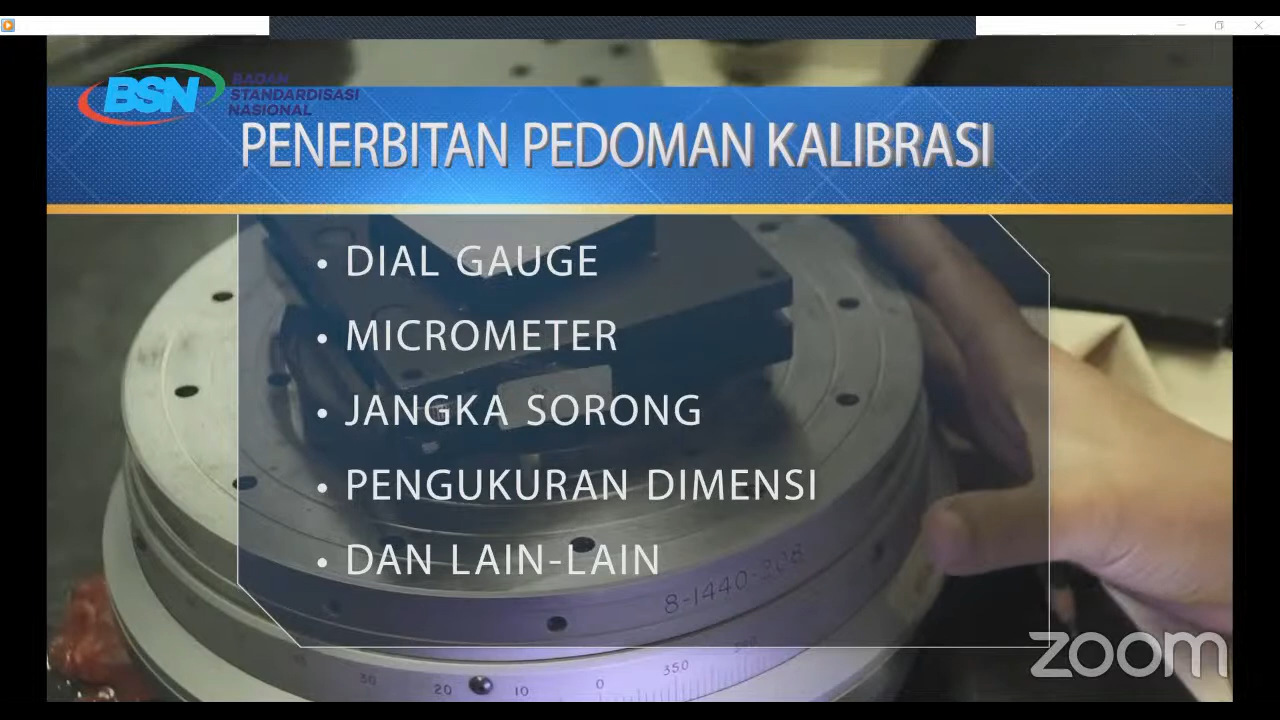 BSN
BADAN
STANDARDISASI
NASIONAL
PENERBITAN PEDOMAN KALIBRASI
• DIAL GAUGE
• MICROMETER
• JANGKA SORONG
• PENGUKURAN DIMENSI
• DAN LAIN-LAIN
8-1440-208
30 20 10 0 350
zoom